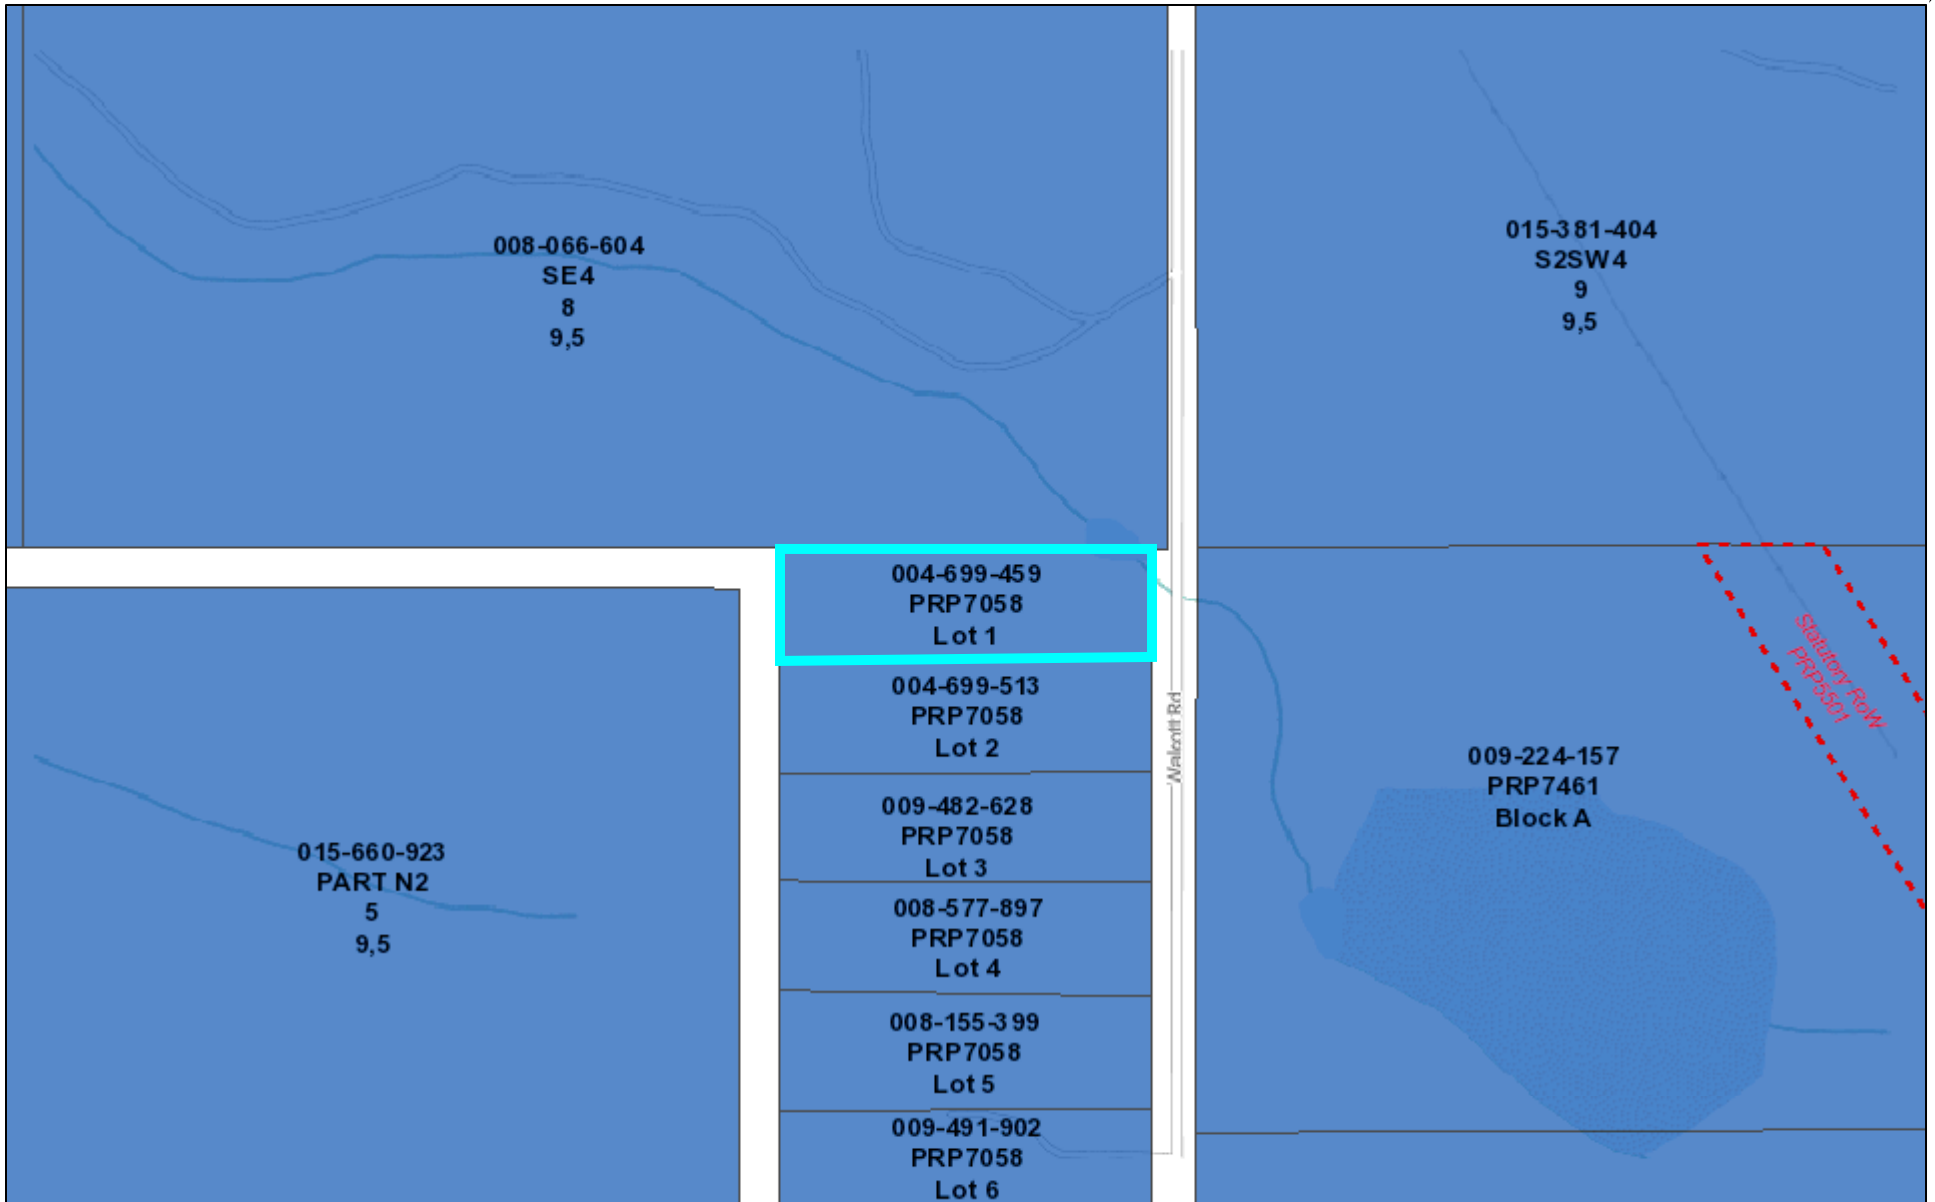 008-066-604
SE4
8
9,5
015-381-404
S2SW4
9
9,5
004-699-459
PRP7058
Lot 1
004-699-513
PRP7058
Lot 2
009-482-628
PRP7058
Lot 3
008-577-897
PRP7058
Lot 4
008-155-399
PRP7058
Lot 5
009-491-902
PRP7058
Lot 6
Walcott Rd
Statutory RoW
PRP5501
009-224-157
PRP7461
Block A
015-660-923
PART N2
5
9,5